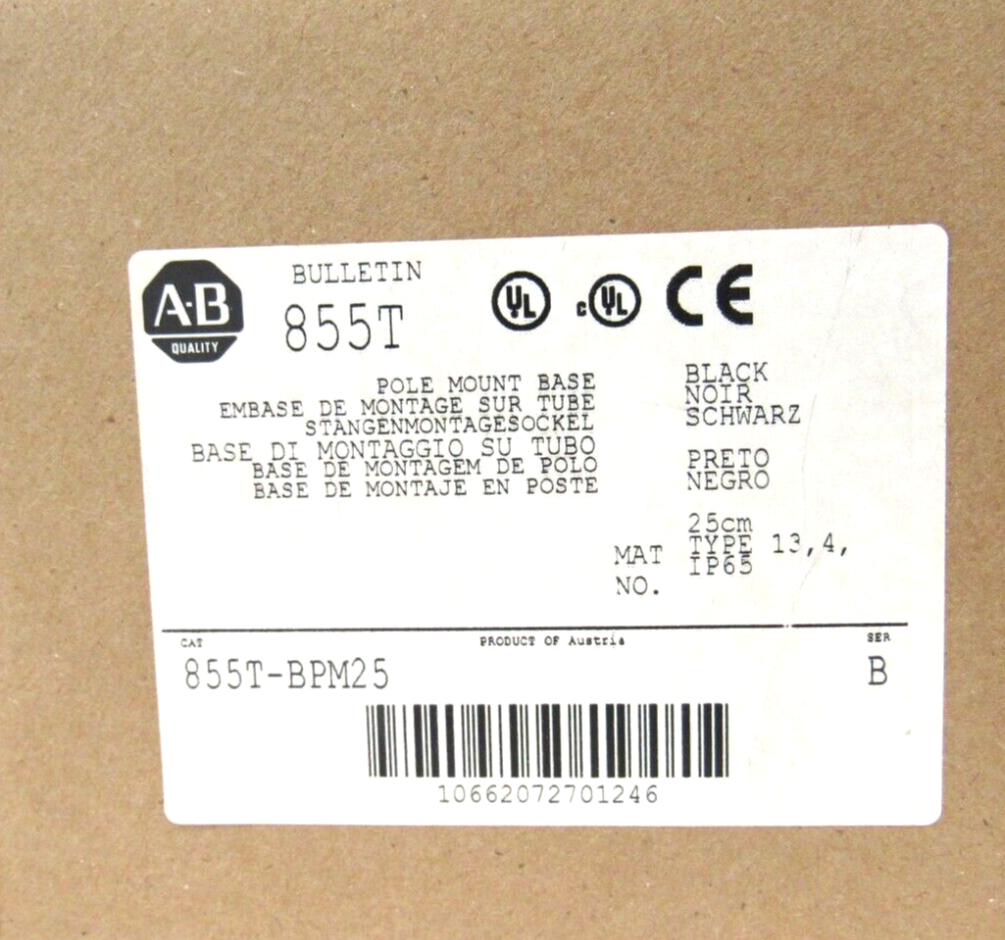 A-B
QUALITY
BULLETIN
855T
UL
c UL
CE
POLE MOUNT BASE
EMBASE DE MONTAGE SUR TUBE
STANGENMONTAGESOCKEL
BASE DI MONTAGGIO SU TUBO
BASE DE MONTAGEM DE POLO
BASE DE MONTAJE EN POSTE
BLACK
NOIR
SCHWARZ
PRETO
NEGRO
25cm
TYPE 13,4,
IP65
MAT
NO.
CAT
PRODUCT OF Austria
SER
855T-BPM25
B
10662072701246